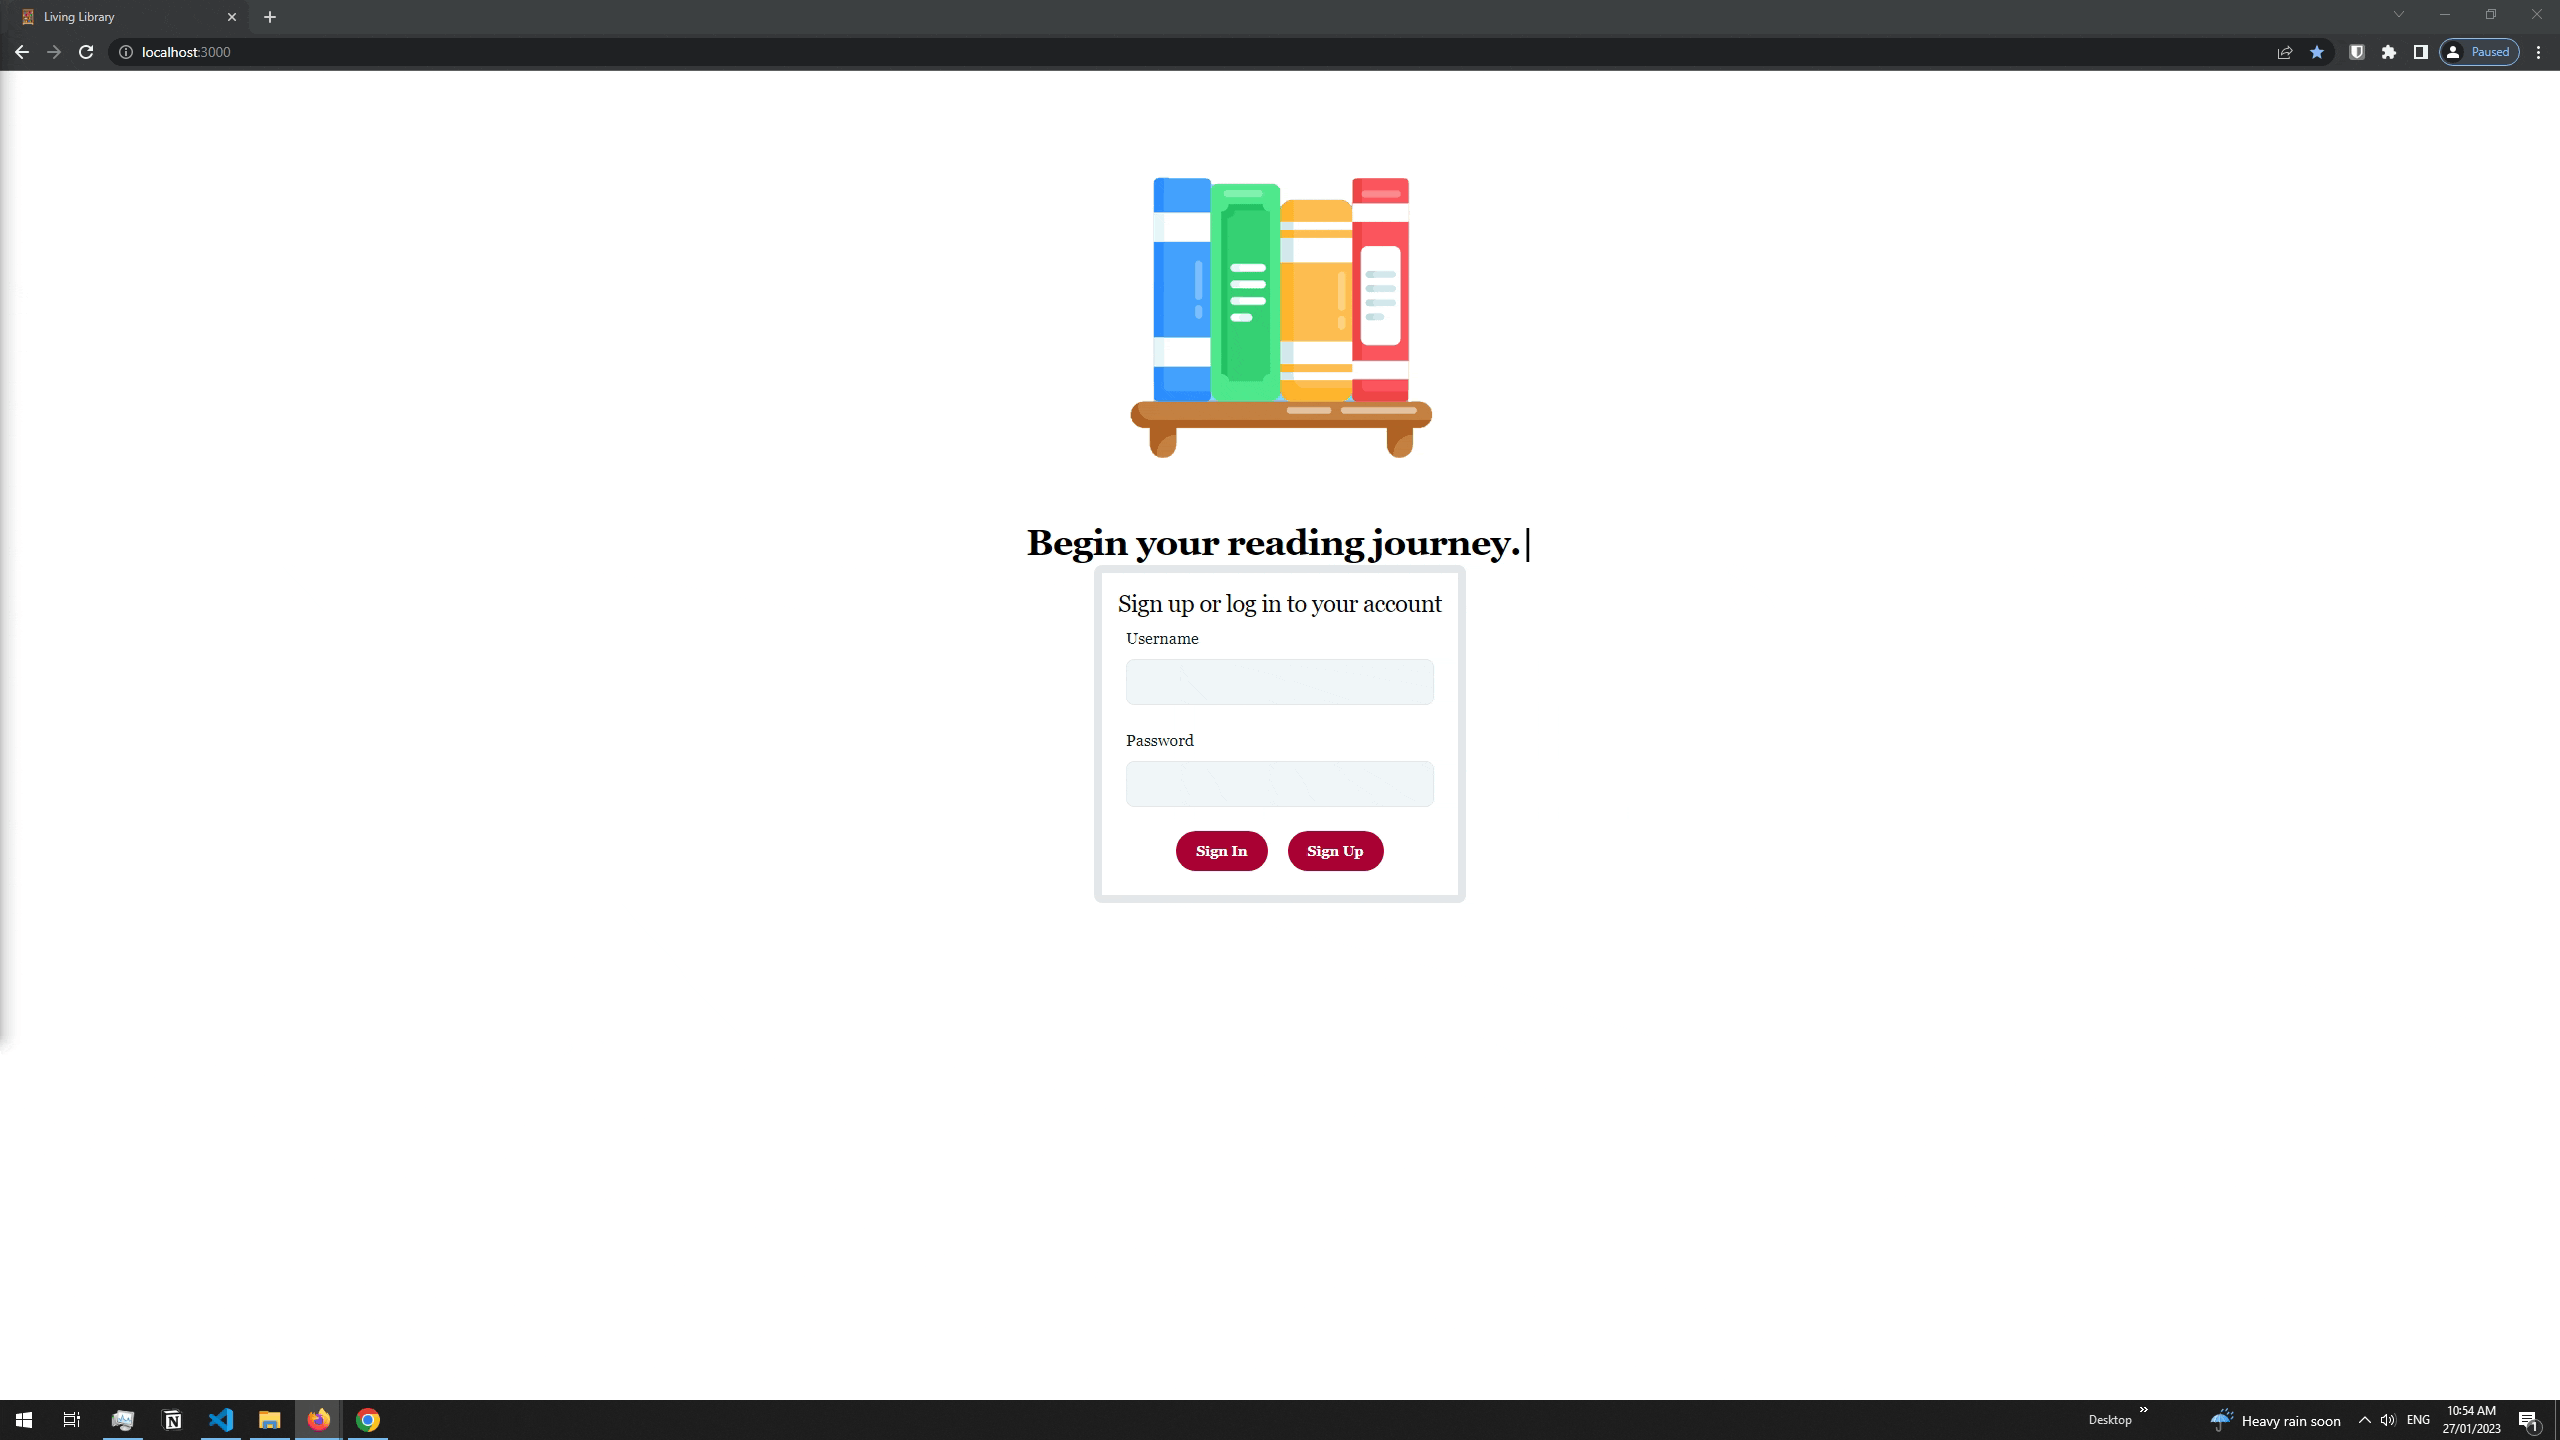 Living Library
localhost:3000
Paused
Begin your reading journey.
Sign up or log in to your account
Username
Password
Sign In
Sign Up
Desktop
Heavy rain soon
ENG
10:54 AM
27/01/2023
1